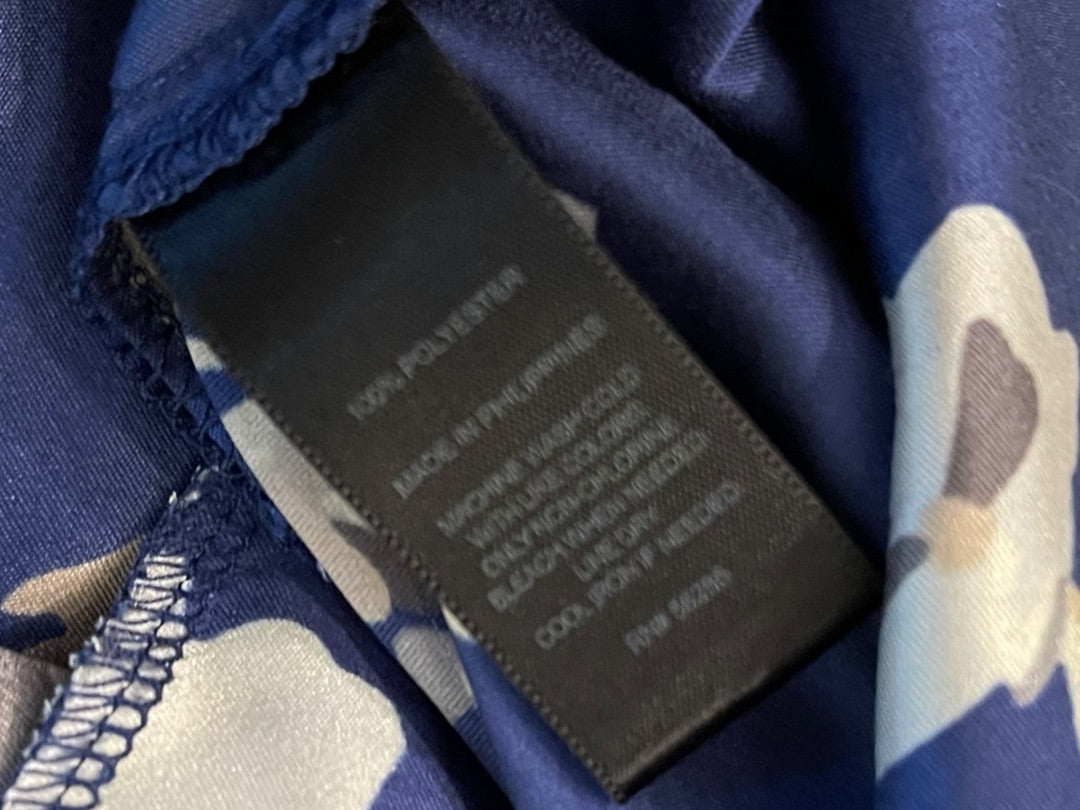 100% POLYESTER
MADE IN PHILIPPINES
MACHINE WASH COLD
WITH LIKE COLORS
ONLY NON-CHLORINE
BLEACH WHEN NEEDED
LINE DRY
COOL IRON IF NEEDED
RN#